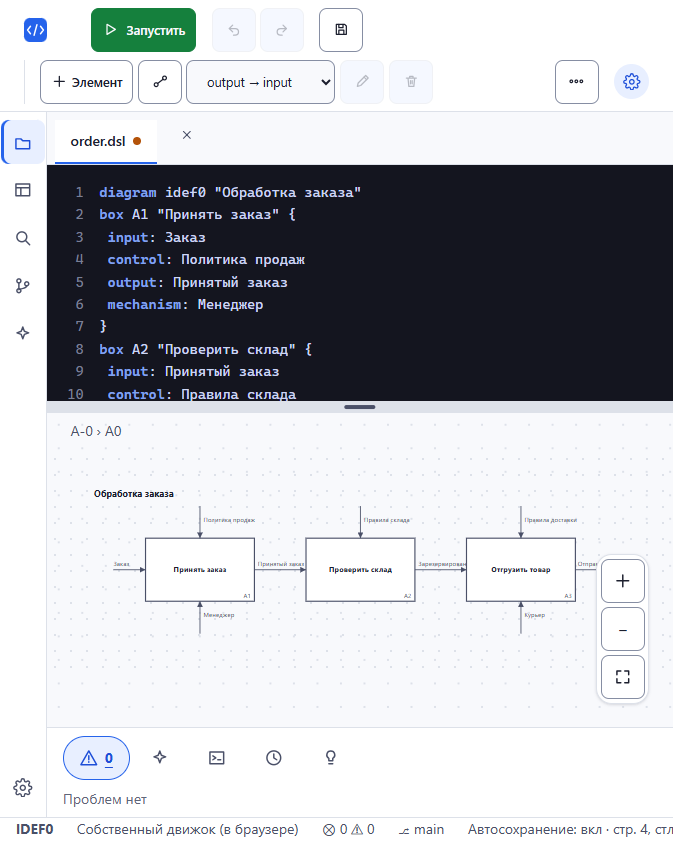 Запустить
Элемент
output → input
order.dsl
1 diagram idef0 "Обработка заказа"
2 box A1 "Принять заказ" {
3 input: Заказ
4 control: Политика продаж
5 output: Принятый заказ
6 mechanism: Менеджер
7 }
8 box A2 "Проверить склад" {
9 input: Принятый заказ
10 control: Правила склада
A-0 › A0
Обработка заказа
Политика продаж
Правила склада
Правила доставки
Заказ
Принять заказ
A1
Принятый заказ
Проверить склад
A2
Зарезервирован
Отгрузить товар
A3
Отпра
Менеджер
Курьер
0
Проблем нет
IDEF0
Собственный движок (в браузере)
0
0
main
Автосохранение: вкл · стр. 4, стл